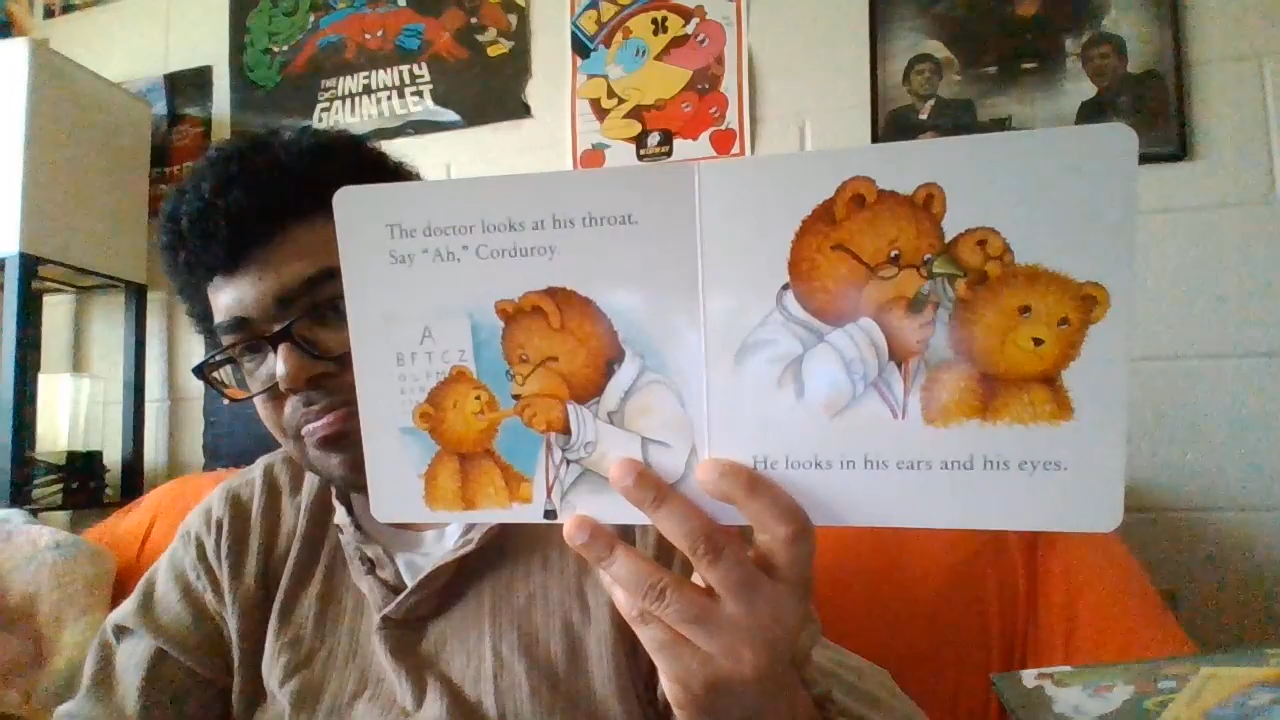 THE INFINITY
GAUNTLET
PAC
The doctor looks at his throat.
Say “Ah,” Corduroy.
A
B F T C Z
He looks in his ears and his eyes.